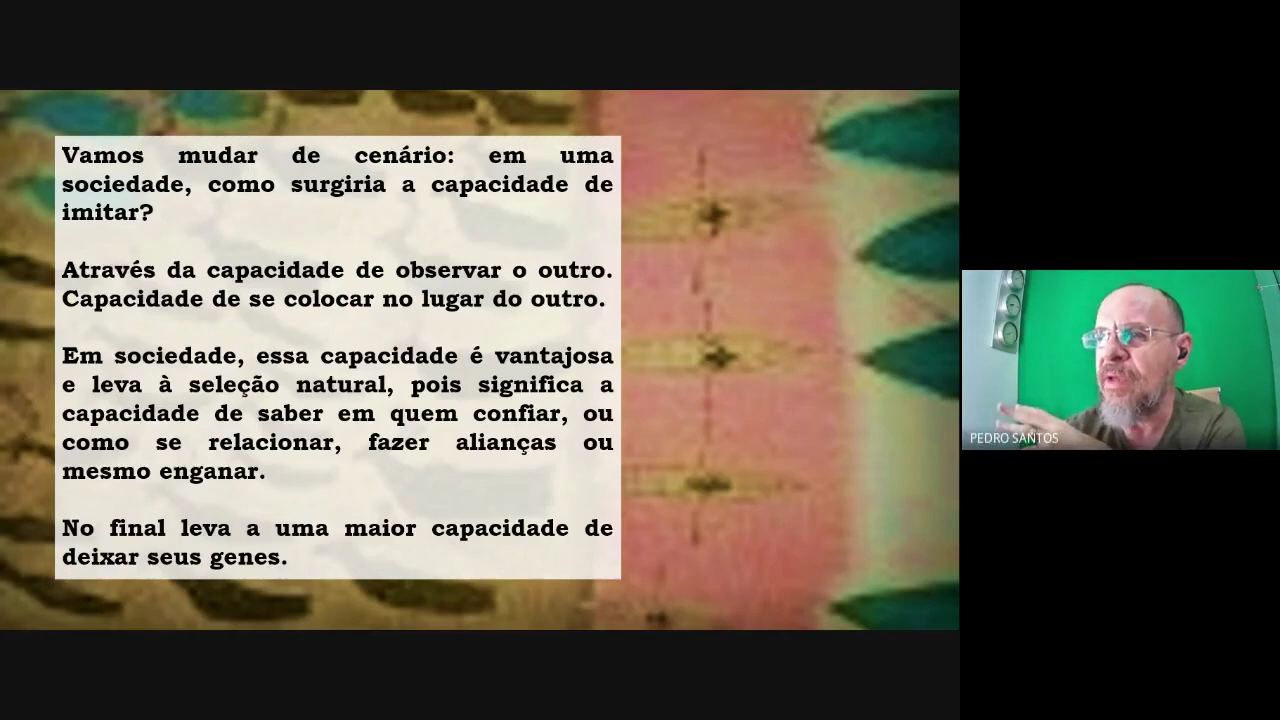 Vamos mudar de cenário: em uma
sociedade, como surgiria a capacidade de
imitar?
Através da capacidade de observar o outro.
Capacidade de se colocar no lugar do outro.
Em sociedade, essa capacidade é vantajosa
e leva à seleção natural, pois significa a
capacidade de saber em quem confiar, ou
como se relacionar, fazer alianças ou
mesmo enganar.
No final leva a uma maior capacidade de
deixar seus genes.
PEDRO SANTOS